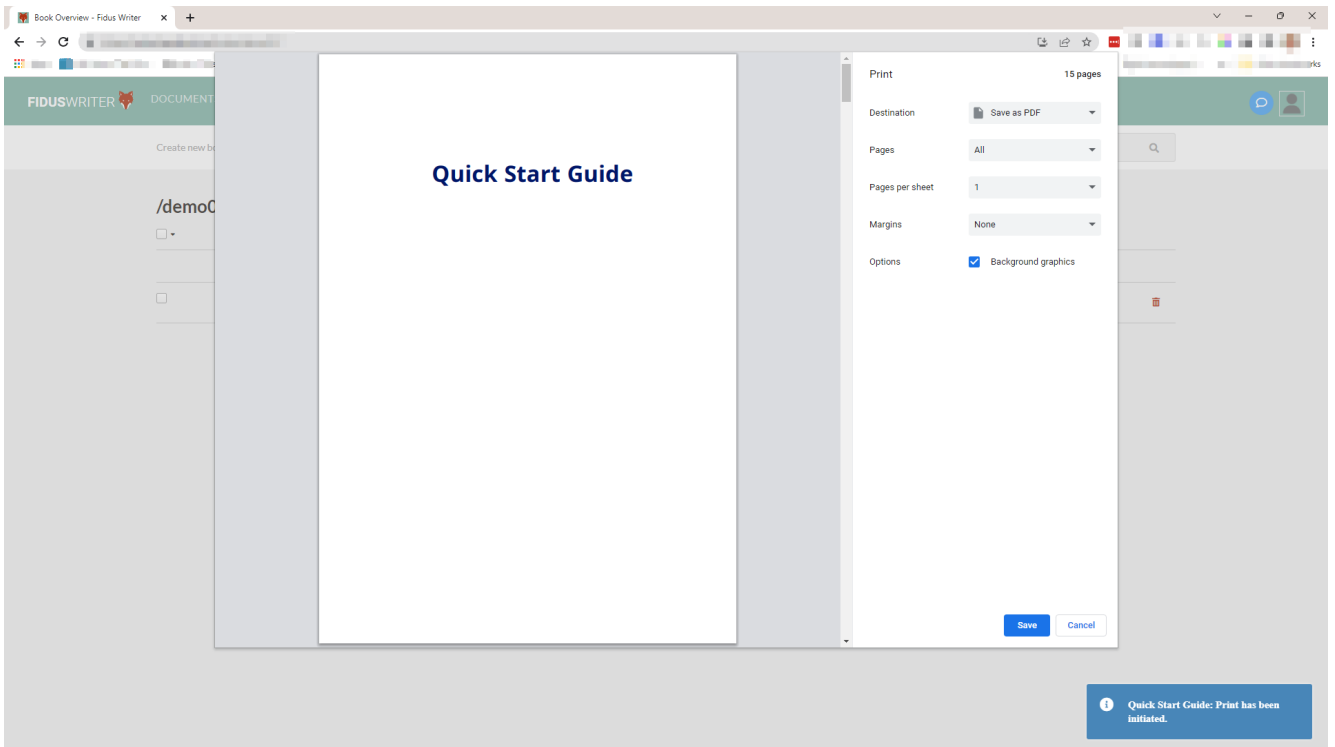 Book Overview - Fidus Writer
FIDUSWRITER
DOCUMENT
Create new b
/demo0
Quick Start Guide
Print
15 pages
Destination
Save as PDF
Pages
All
Pages per sheet
1
Margins
None
Options
Background graphics
Save
Cancel
Quick Start Guide: Print has been
initiated.